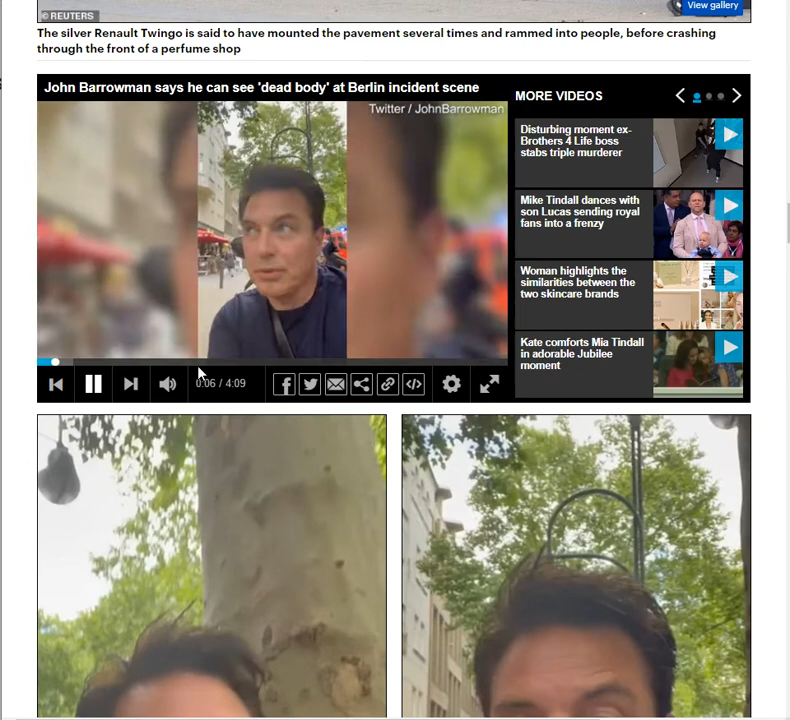 © REUTERS
View gallery
The silver Renault Twingo is said to have mounted the pavement several times and rammed into people, before crashing
through the front of a perfume shop
John Barrowman says he can see 'dead body' at Berlin incident scene
MORE VIDEOS
Twitter / JohnBarrowman
Disturbing moment ex-
Brothers 4 Life boss
stabs triple murderer
Mike Tindall dances with
son Lucas sending royal
fans into a frenzy
Woman highlights the
similarities between the
two skincare brands
Kate comforts Mia Tindall
in adorable Jubilee
moment
0:06 / 4:09